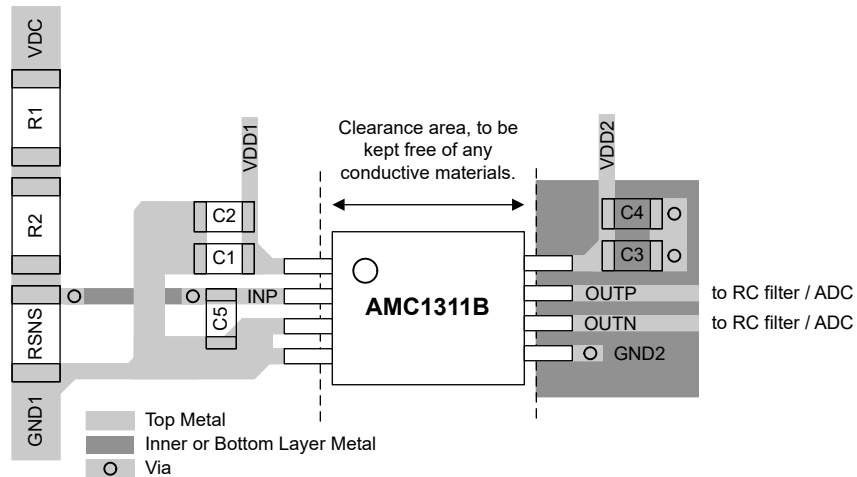 VDC
R1
R2
RSNS
GND1
VDD1
C2
C1
C5
INP
Clearance area, to be
kept free of any
conductive materials.
AMC1311B
VDD2
C4
C3
OUTP
to RC filter / ADC
OUTN
to RC filter / ADC
GND2
Top Metal
Inner or Bottom Layer Metal
Via